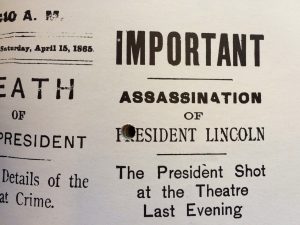 :10 A. M.
Saturday, April 15, 1865.
EATH
OF
PRESIDENT
Details of the
at Crime.
IMPORTANT
ASSASSINATION
OF
PRESIDENT LINCOLN
The President Shot
at the Theatre
Last Evening